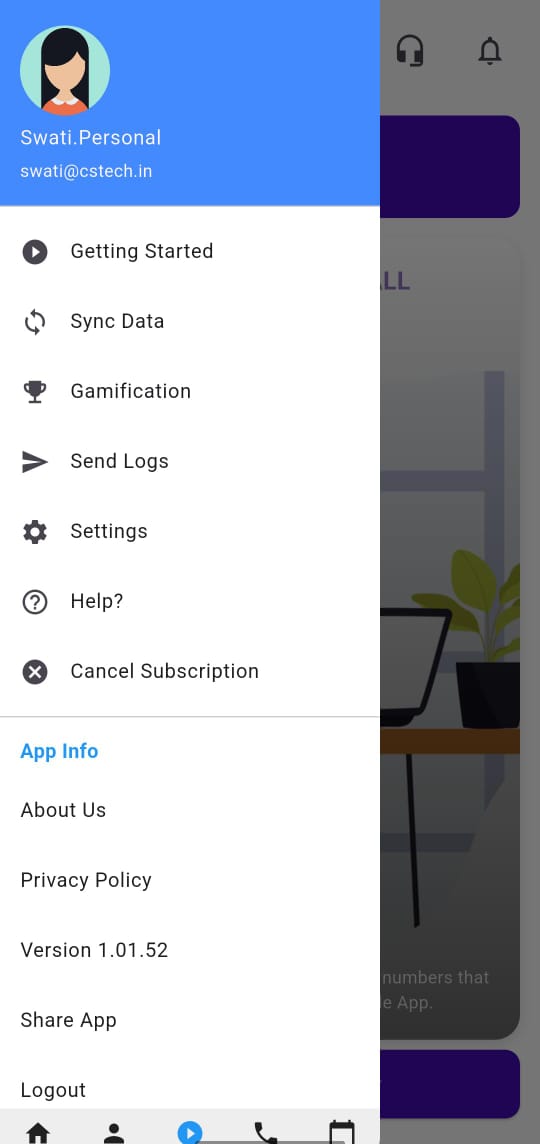 Swati.Personal
swati@cstech.in
Getting Started
Sync Data
Gamification
Send Logs
Settings
Help?
Cancel Subscription
App Info
About Us
Privacy Policy
Version 1.01.52
Share App
Logout
numbers that
App.